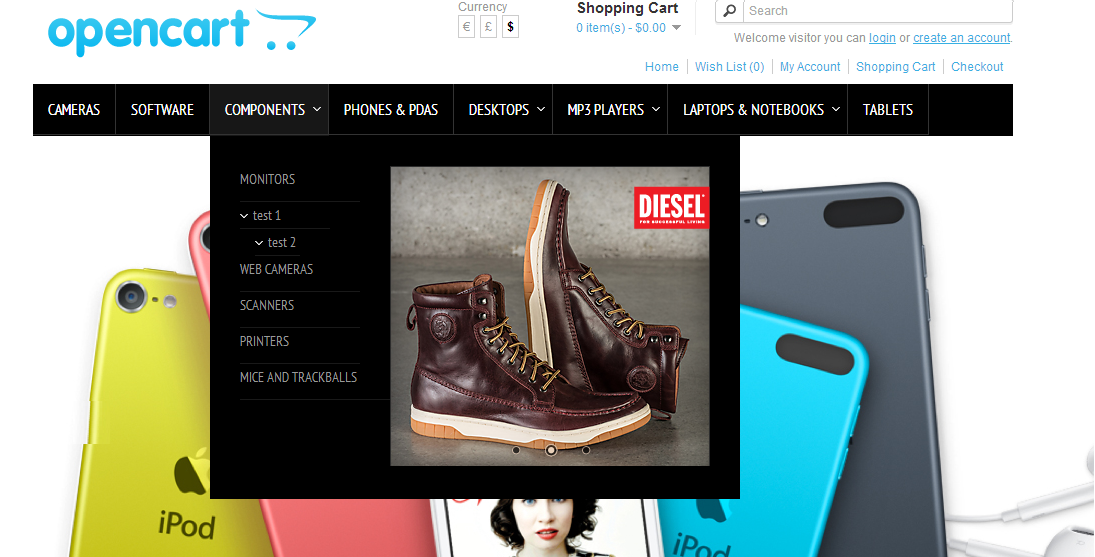 opencart
Currency
€ £ $
Shopping Cart
0 item(s) - $0.00
Search
Welcome visitor you can login or create an account.
Home Wish List (0) My Account Shopping Cart Checkout
CAMERAS SOFTWARE COMPONENTS PHONES & PDAS DESKTOPS MP3 PLAYERS LAPTOPS & NOTEBOOKS TABLETS
MONITORS
test 1
test 2
WEB CAMERAS
SCANNERS
PRINTERS
MICE AND TRACKBALLS
DIESEL
FOR SUCCESSFUL LIVING
iPod
iPod